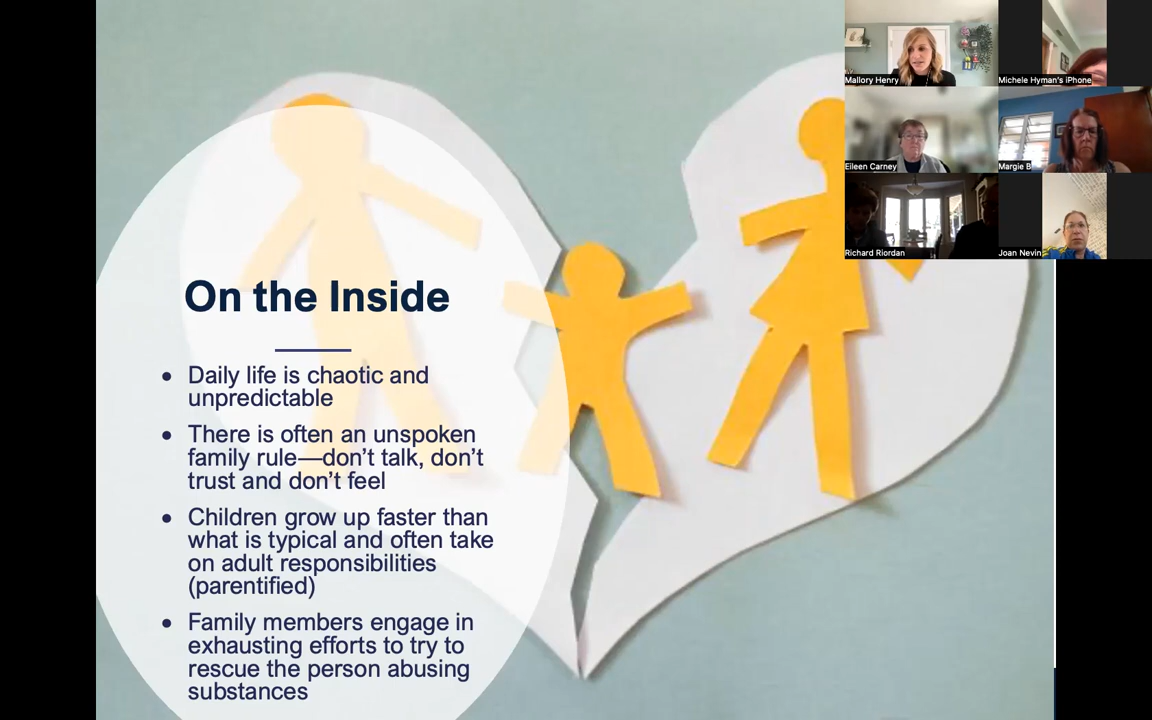 Mallory Henry
Michele Hyman's iPhone
Eileen Carney
Margie B
Richard Riordan
Joan Nevin
On the Inside
• Daily life is chaotic and
unpredictable
• There is often an unspoken
family rule—don't talk, don't
trust and don't feel
• Children grow up faster than
what is typical and often take
on adult responsibilities
(parentified)
• Family members engage in
exhausting efforts to try to
rescue the person abusing
substances